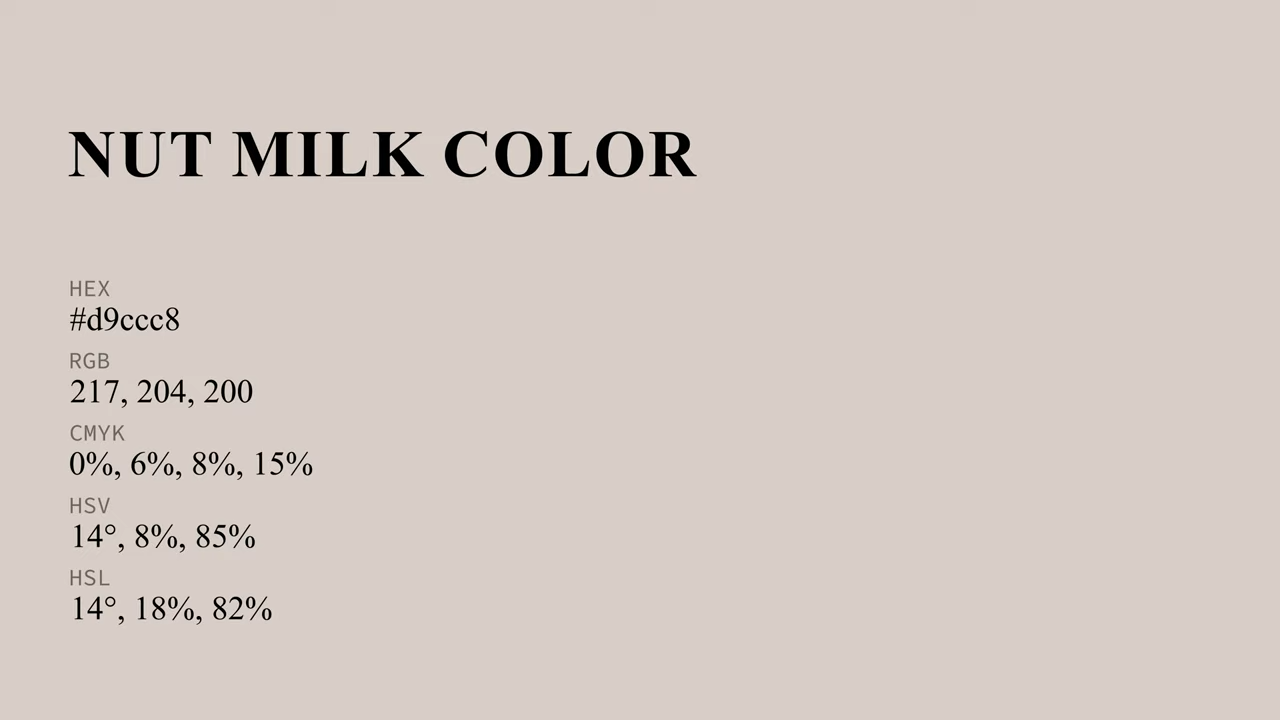 NUT MILK COLOR
HEX
#d9ccc8
RGB
217, 204, 200
CMYK
0%, 6%, 8%, 15%
HSV
14°, 8%, 85%
HSL
14°, 18%, 82%